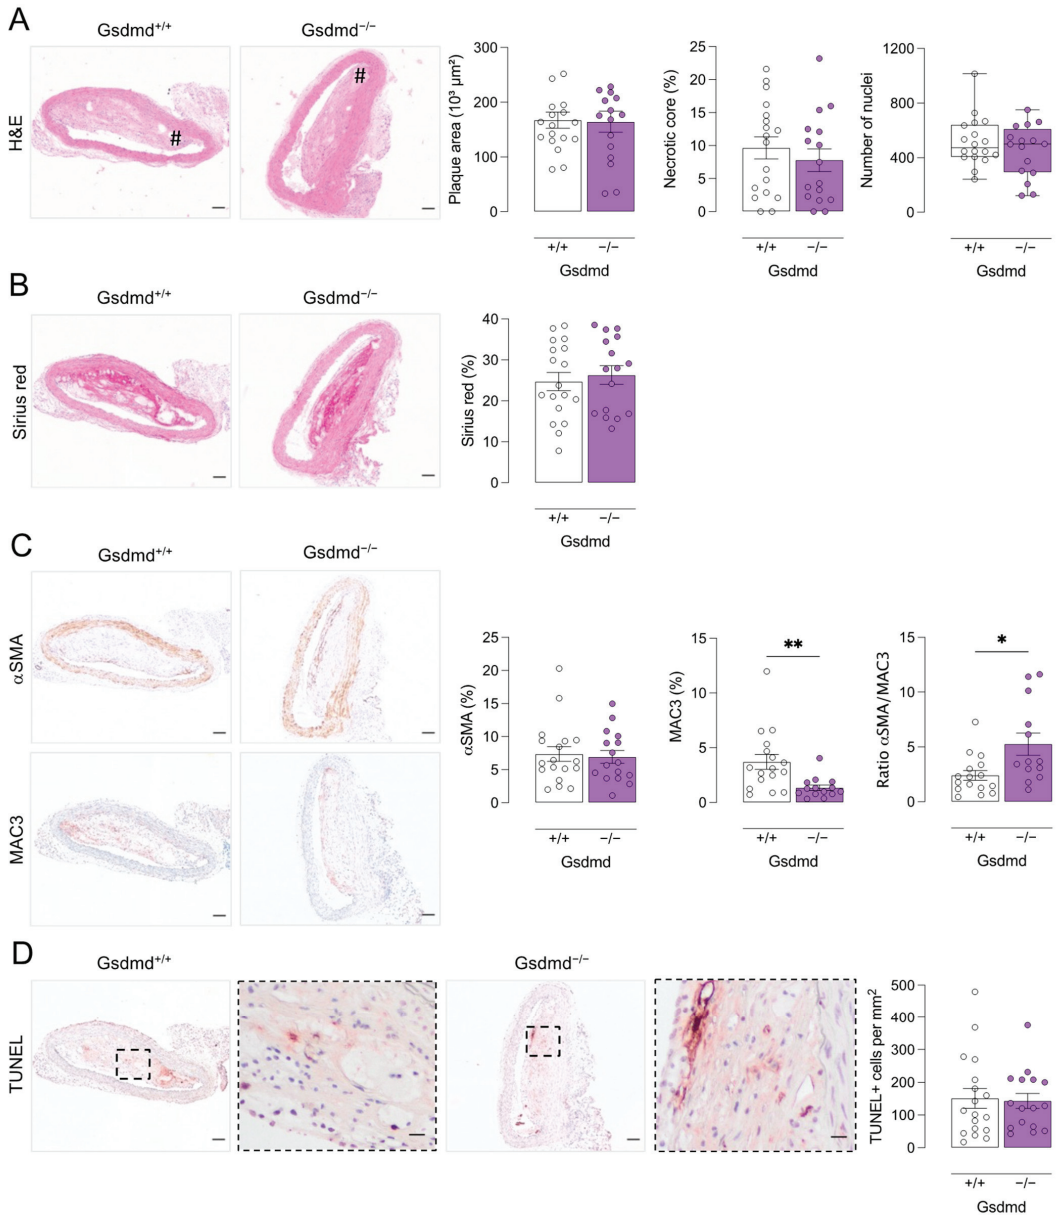 A
Gsdmd+/+
Gsdmd−/−
H&E
#
#
Plaque area (10³ µm²)
300
200
100
0
+/+
−/−
Gsdmd
Necrotic core (%)
25
20
15
10
5
0
+/+
−/−
Gsdmd
Number of nuclei
1200
800
400
0
+/+
−/−
Gsdmd
B
Gsdmd+/+
Gsdmd−/−
Sirius red
Sirius red (%)
40
30
20
10
0
+/+
−/−
Gsdmd
C
Gsdmd+/+
Gsdmd−/−
αSMA
MAC3
αSMA (%)
25
20
15
10
5
0
+/+
−/−
Gsdmd
MAC3 (%)
15
10
5
0
**
+/+
−/−
Gsdmd
Ratio αSMA/MAC3
15
10
5
0
*
+/+
−/−
Gsdmd
D
Gsdmd+/+
Gsdmd−/−
TUNEL
TUNEL+ cells per mm²
500
400
300
200
100
0
+/+
−/−
Gsdmd